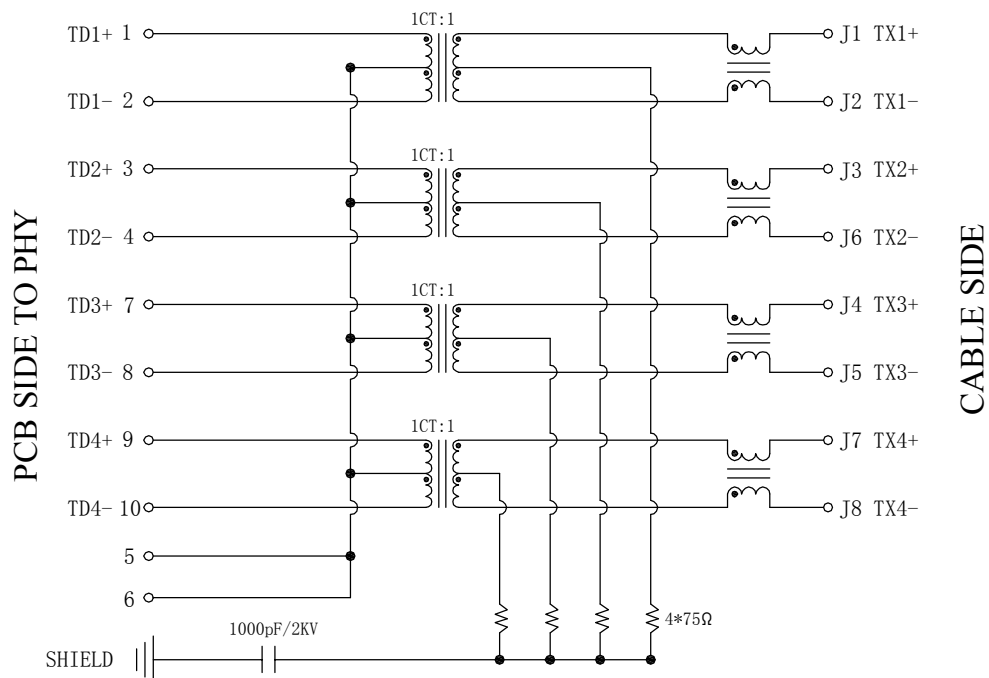 1CT:1
TD1+ 1
J1 TX1+
TD1- 2
J2 TX1-
1CT:1
TD2+ 3
J3 TX2+
TD2- 4
J6 TX2-
1CT:1
TD3+ 7
J4 TX3+
TD3- 8
J5 TX3-
1CT:1
TD4+ 9
J7 TX4+
TD4- 10
J8 TX4-
5
6
4*75Ω
1000pF/2KV
SHIELD
PCB SIDE TO PHY
CABLE SIDE